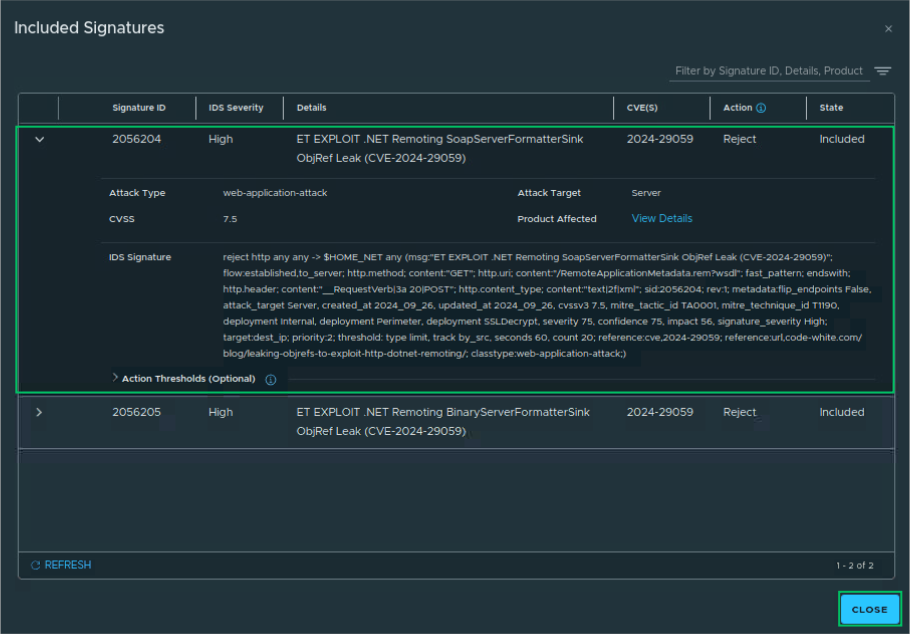 Included Signatures
×
Filter by Signature ID, Details, Product
Signature ID IDS Severity Details CVE(S) Action State
2056204 High ET EXPLOIT .NET Remoting SoapServerFormatterSink 2024-29059 Reject Included
ObjRef Leak (CVE-2024-29059)
Attack Type web-application-attack Attack Target Server
CVSS 7.5 Product Affected View Details
IDS Signature reject http any any -> $HOME_NET any (msg:"ET EXPLOIT .NET Remoting SoapServerFormatterSink ObjRef Leak (CVE-2024-29059)";
flow:established,to_server; http.method; content:"GET"; http.uri; content:"/RemoteApplicationMetadata.rem?wsdl"; fast_pattern; endswith;
http.header; content:"__RequestVerb|3a 20|POST"; http.content_type; content:"text|2f|xml"; sid:2056204; rev:1; metadata:flip_endpoints False,
attack_target Server, created_at 2024_09_26, updated_at 2024_09_26, cvssv3 7.5, mitre_tactic_id TA0001, mitre_technique_id T1190,
deployment Internal, deployment Perimeter, deployment SSLDecrypt, severity 75, confidence 75, impact 56, signature_severity High;
target:dest_ip; priority:2; threshold: type limit, track by_src, seconds 60, count 20; reference:cve,2024-29059; reference:url,code-white.com/
blog/leaking-objrefs-to-exploit-http-dotnet-remoting/; classtype:web-application-attack;)
Action Thresholds (Optional)
2056205 High ET EXPLOIT .NET Remoting BinaryServerFormatterSink 2024-29059 Reject Included
ObjRef Leak (CVE-2024-29059)
REFRESH 1 - 2 of 2
CLOSE